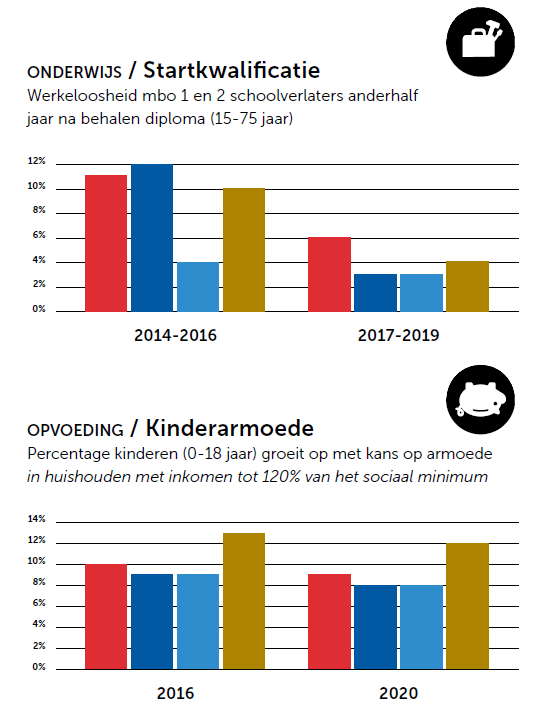 ONDERWIJS / Startkwalificatie
Werkeloosheid mbo 1 en 2 schoolverlaters anderhalf
jaar na behalen diploma (15-75 jaar)
12%
10%
8%
6%
4%
2%
0%
2014-2016 2017-2019
OPVOEDING / Kinderarmoede
Percentage kinderen (0-18 jaar) groeit op met kans op armoede
in huishouden met inkomen tot 120% van het sociaal minimum
14%
12%
10%
8%
6%
4%
2%
0%
2016 2020